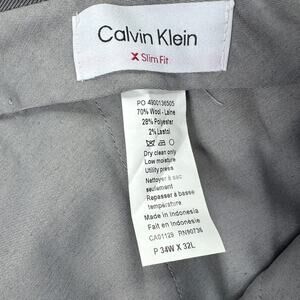 Calvin Klein
X Slim Fit
PO 4900136505
70% Wool - Laine
28% Polyester
2% Lastol
Dry clean only
Low moisture
Utility press
Nettoyer à sec
seulement
Repasser à basse
température
Made in Indonesia
Fait en Indonésie
CA01129 RN90736
P 34W X 32L